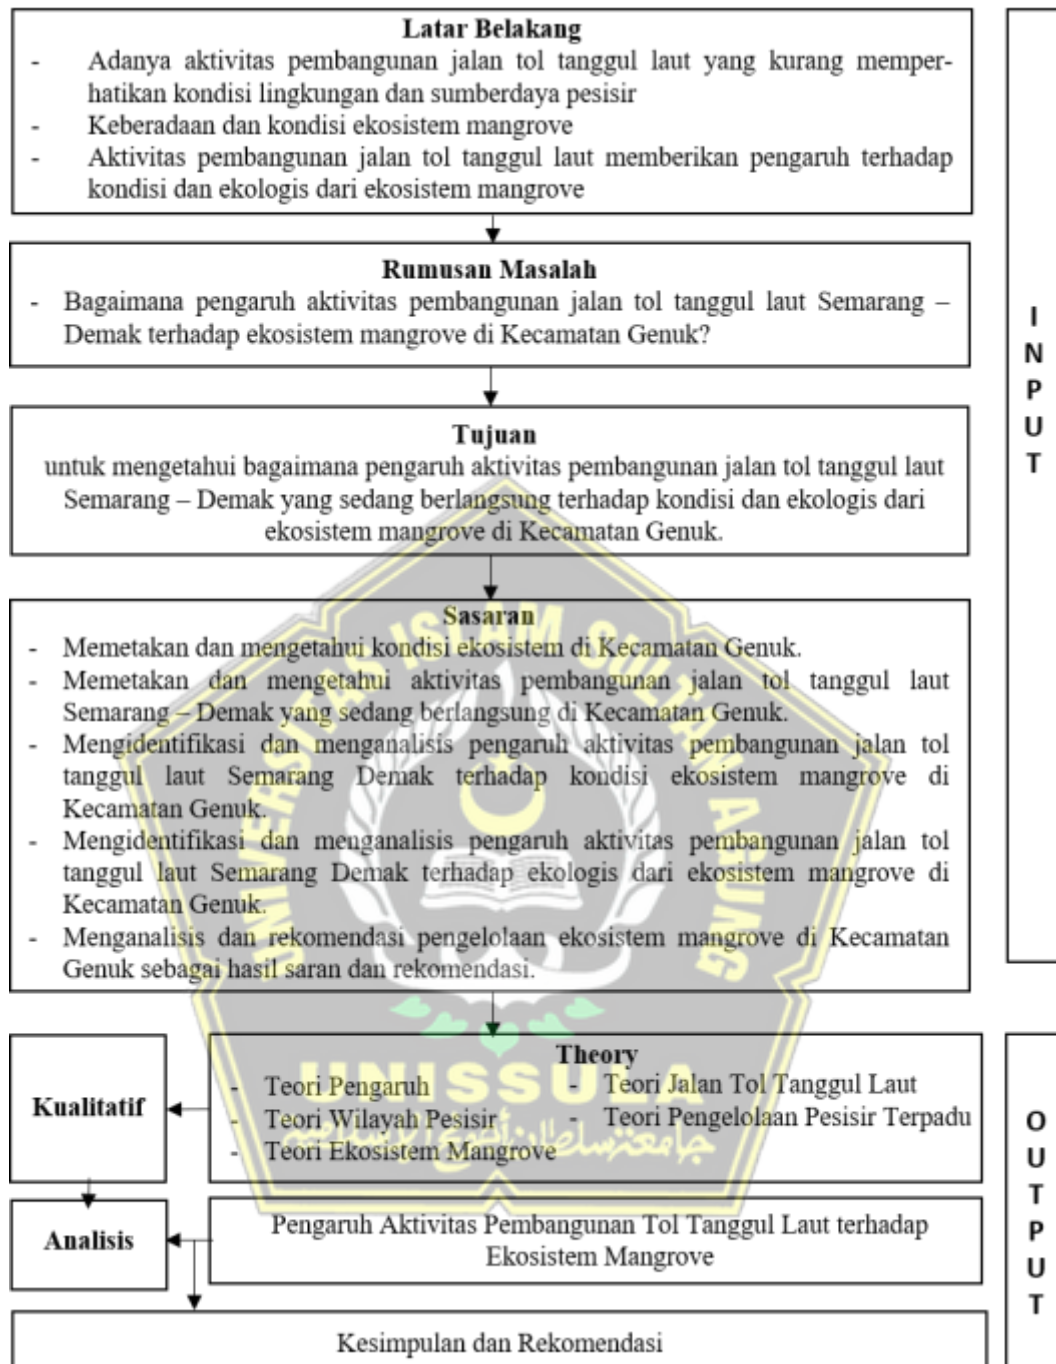 Latar Belakang
- Adanya aktivitas pembangunan jalan tol tanggul laut yang kurang memper-
hatikan kondisi lingkungan dan sumberdaya pesisir
- Keberadaan dan kondisi ekosistem mangrove
- Aktivitas pembangunan jalan tol tanggul laut memberikan pengaruh terhadap
kondisi dan ekologis dari ekosistem mangrove
Rumusan Masalah
- Bagaimana pengaruh aktivitas pembangunan jalan tol tanggul laut Semarang –
Demak terhadap ekosistem mangrove di Kecamatan Genuk?
Tujuan
untuk mengetahui bagaimana pengaruh aktivitas pembangunan jalan tol tanggul laut
Semarang – Demak yang sedang berlangsung terhadap kondisi dan ekologis dari
ekosistem mangrove di Kecamatan Genuk.
Sasaran
- Memetakan dan mengetahui kondisi ekosistem di Kecamatan Genuk.
- Memetakan dan mengetahui aktivitas pembangunan jalan tol tanggul laut
Semarang – Demak yang sedang berlangsung di Kecamatan Genuk.
- Mengidentifikasi dan menganalisis pengaruh aktivitas pembangunan jalan tol
tanggul laut Semarang Demak terhadap kondisi ekosistem mangrove di
Kecamatan Genuk.
- Mengidentifikasi dan menganalisis pengaruh aktivitas pembangunan jalan tol
tanggul laut Semarang Demak terhadap ekologis dari ekosistem mangrove di
Kecamatan Genuk.
- Menganalisis dan rekomendasi pengelolaan ekosistem mangrove di Kecamatan
Genuk sebagai hasil saran dan rekomendasi.
INPUT
Kualitatif
Theory
- Teori Pengaruh
- Teori Wilayah Pesisir
- Teori Ekosistem Mangrove
- Teori Jalan Tol Tanggul Laut
- Teori Pengelolaan Pesisir Terpadu
Analisis
Pengaruh Aktivitas Pembangunan Tol Tanggul Laut terhadap
Ekosistem Mangrove
Kesimpulan dan Rekomendasi
OUTPUT
UNIVERSITAS ISLAM SULTAN AGUNG
UNISSULA
جامعة سلطان أجونج الإسلامية